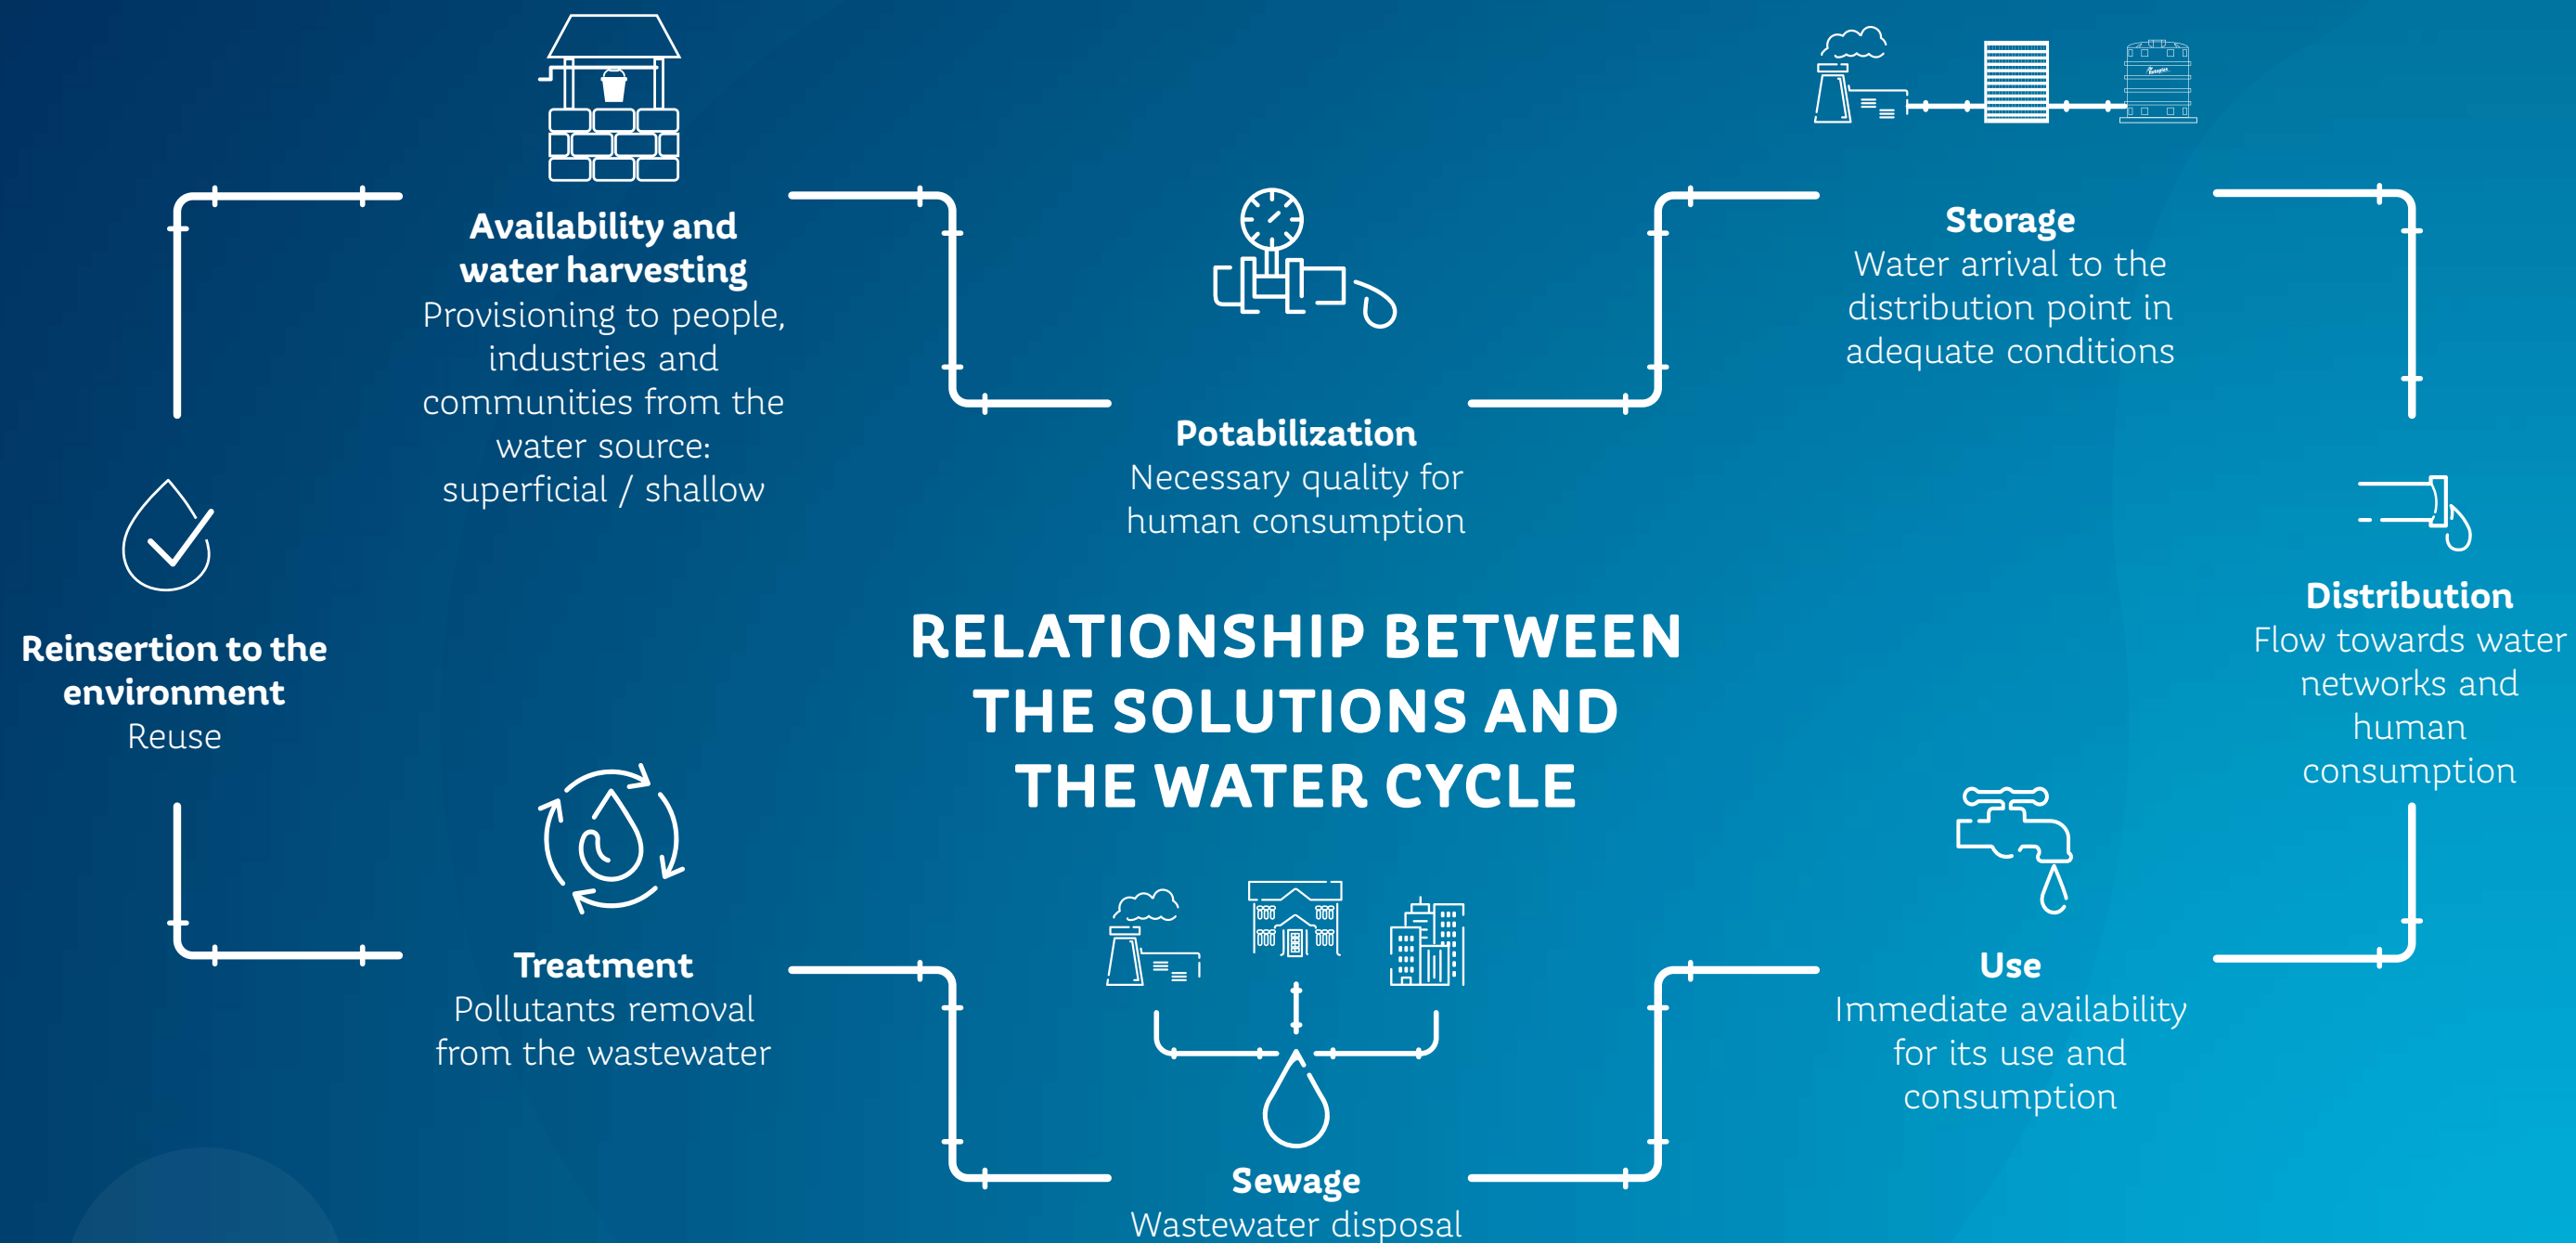 Availability and
water harvesting
Provisioning to people,
industries and
communities from the
water source:
superficial / shallow
Potabilization
Necessary quality for
human consumption
Storage
Water arrival to the
distribution point in
adequate conditions
Distribution
Flow towards water
networks and
human
consumption
Reinsertion to the
environment
Reuse
RELATIONSHIP BETWEEN
THE SOLUTIONS AND
THE WATER CYCLE
Treatment
Pollutants removal
from the wastewater
Sewage
Wastewater disposal
Use
Immediate availability
for its use and
consumption